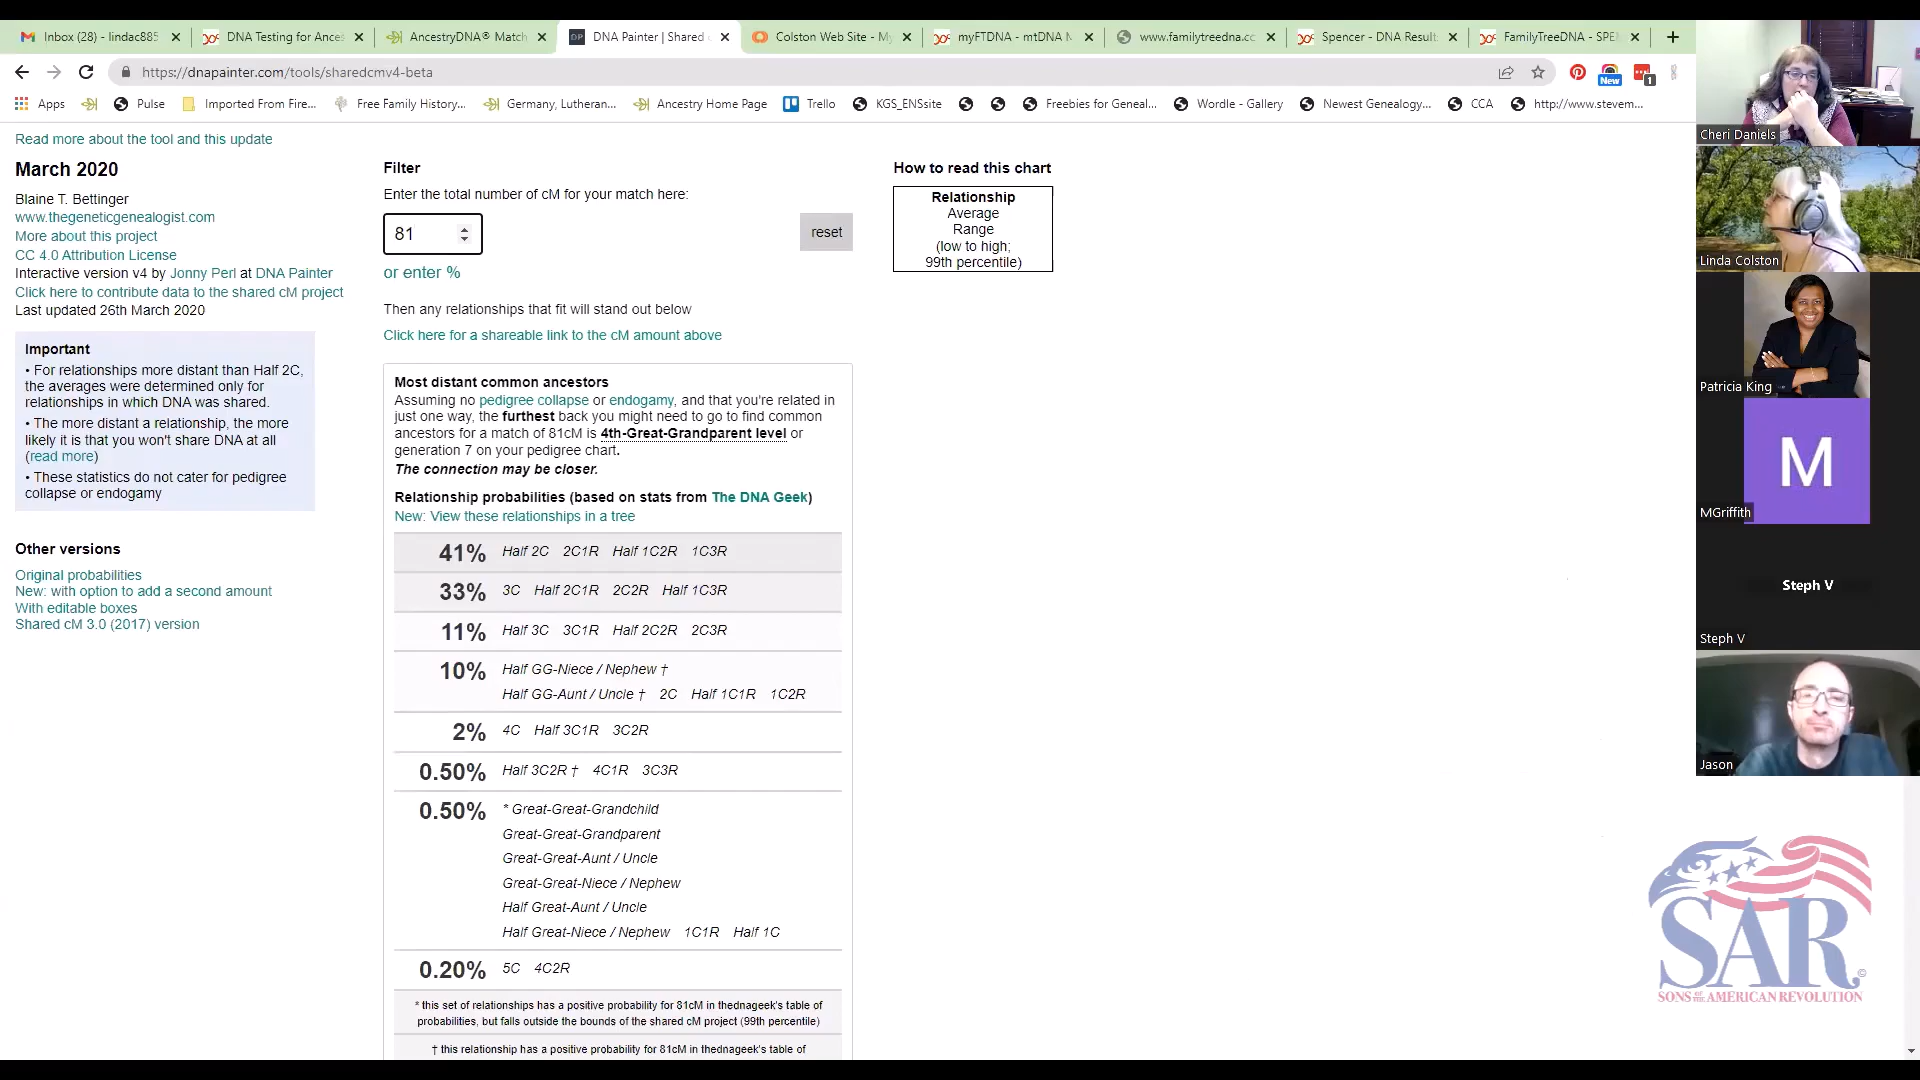 Inbox (28) - lindac885
DNA Testing for Ances
AncestryDNA® Match
DNA Painter | Shared
Colston Web Site - My
myFTDNA - mtDNA M
www.familytreedna.cc
Spencer - DNA Result
FamilyTreeDNA - SPE
https://dnapainter.com/tools/sharedcmv4-beta
New
1
Apps
Pulse
Imported From Fire...
Free Family History...
Germany, Lutheran...
Ancestry Home Page
Trello
KGS_ENSsite
Freebies for Geneal...
Wordle - Gallery
Newest Genealogy...
CCA
http://www.stevem...
Read more about the tool and this update
March 2020
Blaine T. Bettinger
www.thegeneticgenealogist.com
More about this project
CC 4.0 Attribution License
Interactive version v4 by Jonny Perl at DNA Painter
Click here to contribute data to the shared cM project
Last updated 26th March 2020
Important
• For relationships more distant than Half 2C,
the averages were determined only for
relationships in which DNA was shared.
• The more distant a relationship, the more
likely it is that you won't share DNA at all
(read more)
• These statistics do not cater for pedigree
collapse or endogamy
Other versions
Original probabilities
New: with option to add a second amount
With editable boxes
Shared cM 3.0 (2017) version
Filter
Enter the total number of cM for your match here:
81
reset
or enter %
Then any relationships that fit will stand out below
Click here for a shareable link to the cM amount above
Most distant common ancestors
Assuming no pedigree collapse or endogamy, and that you're related in
just one way, the furthest back you might need to go to find common
ancestors for a match of 81cM is 4th-Great-Grandparent level or
generation 7 on your pedigree chart.
The connection may be closer.
Relationship probabilities (based on stats from The DNA Geek)
New: View these relationships in a tree
41% Half 2C 2C1R Half 1C2R 1C3R
33% 3C Half 2C1R 2C2R Half 1C3R
11% Half 3C 3C1R Half 2C2R 2C3R
10% Half GG-Niece / Nephew †
Half GG-Aunt / Uncle † 2C Half 1C1R 1C2R
2% 4C Half 3C1R 3C2R
0.50% Half 3C2R † 4C1R 3C3R
0.50% * Great-Great-Grandchild
Great-Great-Grandparent
Great-Great-Aunt / Uncle
Great-Great-Niece / Nephew
Half Great-Aunt / Uncle
Half Great-Niece / Nephew 1C1R Half 1C
0.20% 5C 4C2R
* this set of relationships has a positive probability for 81cM in thednageek's table of
probabilities, but falls outside the bounds of the shared cM project (99th percentile)
† this relationship has a positive probability for 81cM in thednageek's table of
How to read this chart
Relationship
Average
Range
(low to high;
99th percentile)
Cheri Daniels
Linda Colston
Patricia King
M
MGriffith
Steph V
Steph V
Jason
SAR
SONS OF THE AMERICAN REVOLUTION